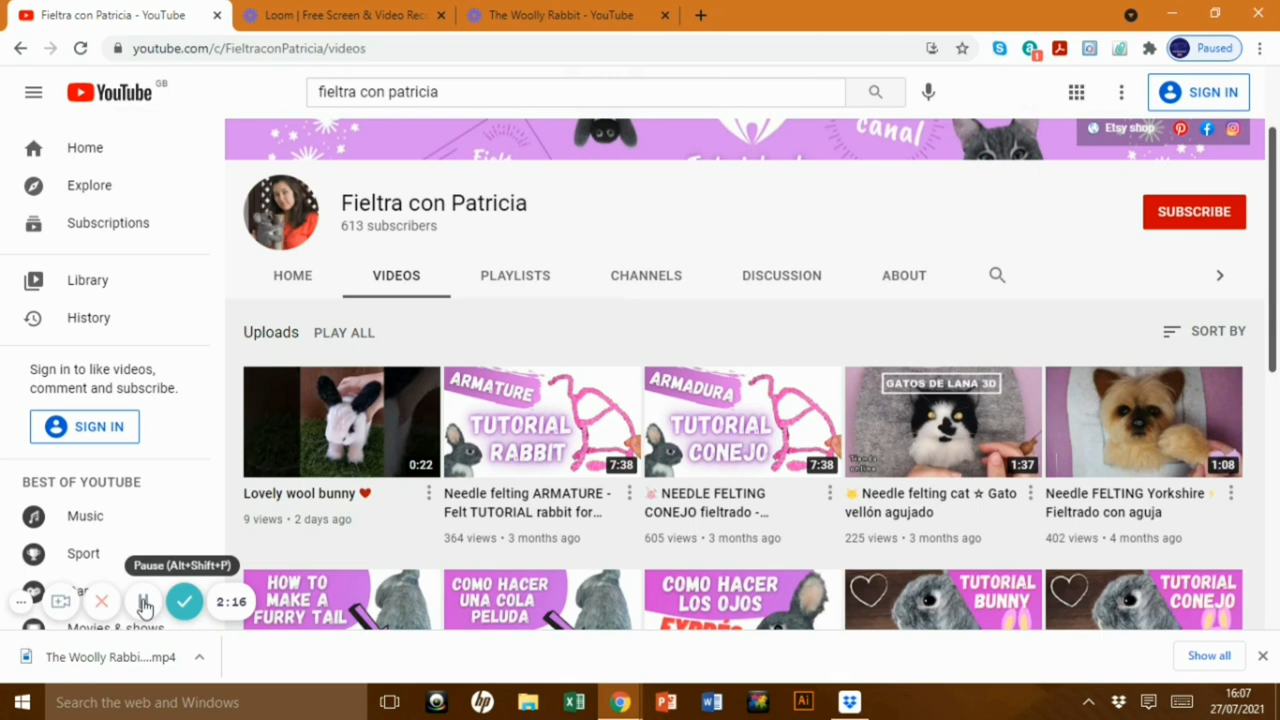 Fieltra con Patricia - YouTube
Loom | Free Screen & Video Rec
The Woolly Rabbit - YouTube
youtube.com/c/FieltraconPatricia/videos
1
Paused
YouTube GB
fieltra con patricia
SIGN IN
canal
Etsy shop
Home
Explore
Subscriptions
Library
History
Sign in to like videos,
comment and subscribe.
SIGN IN
BEST OF YOUTUBE
Music
Sport
Movies & shows
Fieltra con Patricia
613 subscribers
SUBSCRIBE
HOME
VIDEOS
PLAYLISTS
CHANNELS
DISCUSSION
ABOUT
Uploads
PLAY ALL
SORT BY
0:22
Lovely wool bunny
9 views • 2 days ago
ARMATURE
TUTORIAL
RABBIT
7:38
Needle felting ARMATURE -
Felt TUTORIAL rabbit for...
364 views • 3 months ago
ARMADURA
TUTORIAL
CONEJO
7:38
NEEDLE FELTING
CONEJO fieltrado -...
605 views • 3 months ago
GATOS DE LANA 3D
Tienda
online
1:37
Needle felting cat ☆ Gato
vellón agujado
225 views • 3 months ago
1:08
Needle FELTING Yorkshire
Fieltrado con aguja
402 views • 4 months ago
HOW TO
MAKE A
FURRY TAIL
COMO HACER
UNA COLA
PELUDA
COMO HACER
LOS OJOS
TUTORIAL
BUNNY
TUTORIAL
CONEJO
Pause (Alt+Shift+P)
2:16
The Woolly Rabbi....mp4
Show all
Search the web and Windows
16:07
27/07/2021